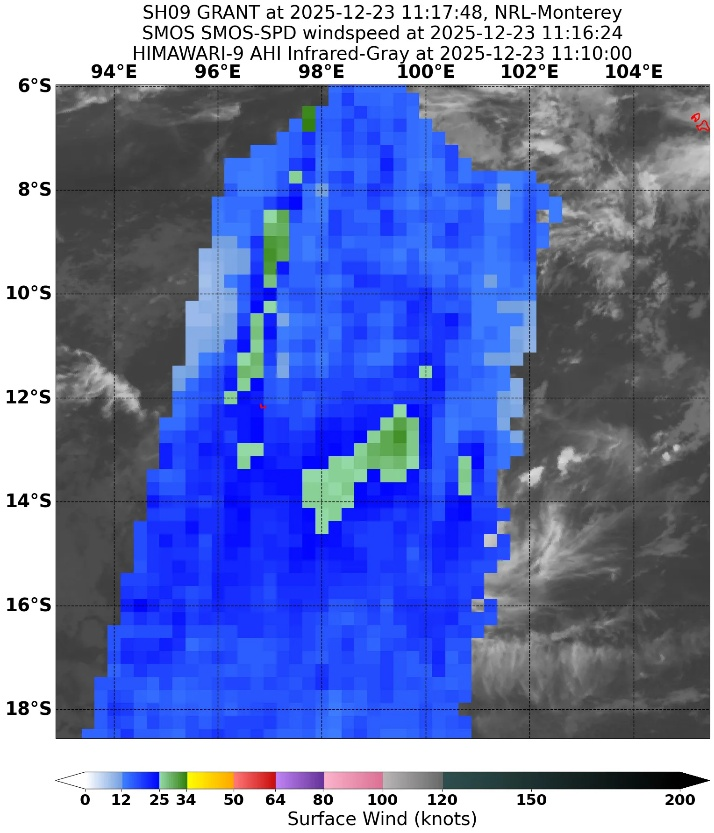 SH09 GRANT at 2025-12-23 11:17:48, NRL-Monterey
SMOS SMOS-SPD windspeed at 2025-12-23 11:16:24
HIMAWARI-9 AHI Infrared-Gray at 2025-12-23 11:10:00
94°E 96°E 98°E 100°E 102°E 104°E
6°S
8°S
10°S
12°S
14°S
16°S
18°S
0 12 25 34 50 64 80 100 120 150 200
Surface Wind (knots)